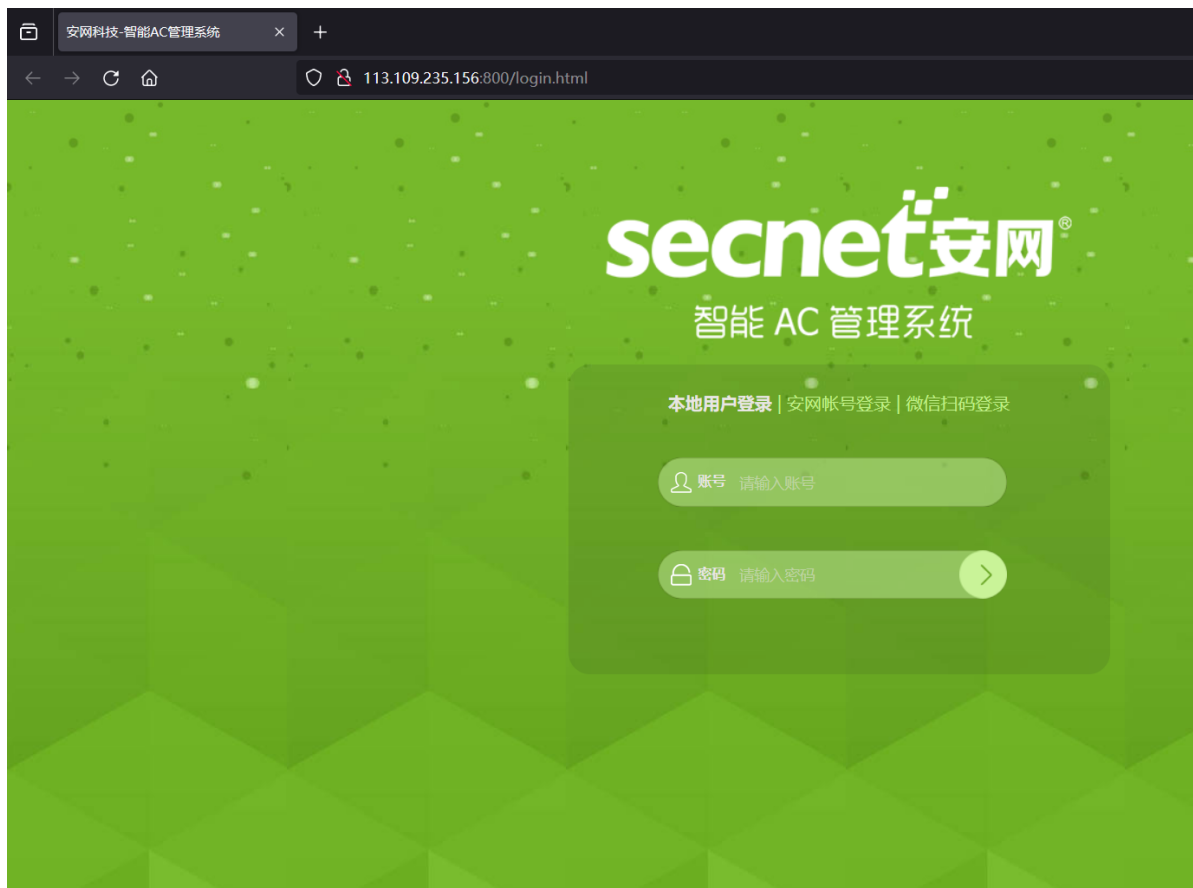 安网科技-智能AC管理系统
113.109.235.156:800/login.html
secnet安网®
智能 AC 管理系统
本地用户登录 | 安网帐号登录 | 微信扫码登录
账号 请输入账号
密码 请输入密码